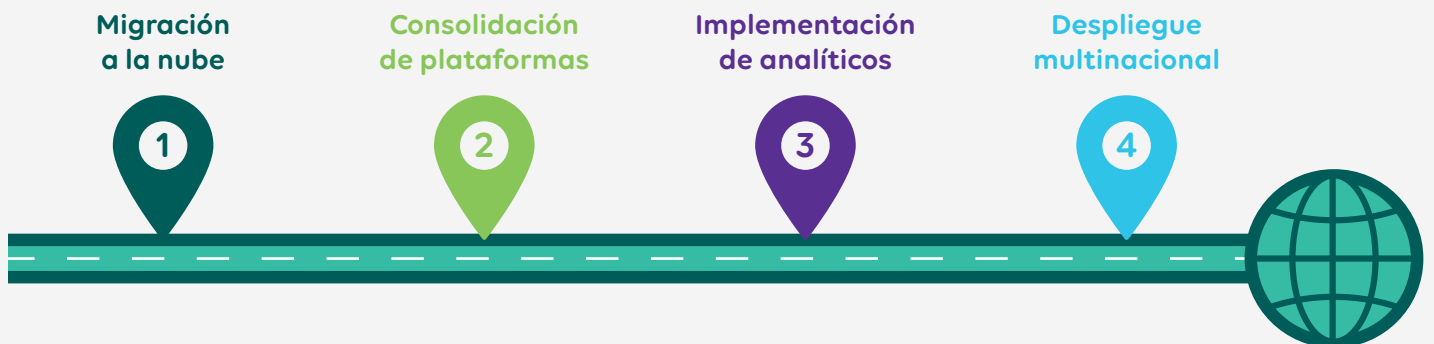 Migración
a la nube
1
Consolidación
de plataformas
2
Implementación
de analíticos
3
Despliegue
multinacional
4